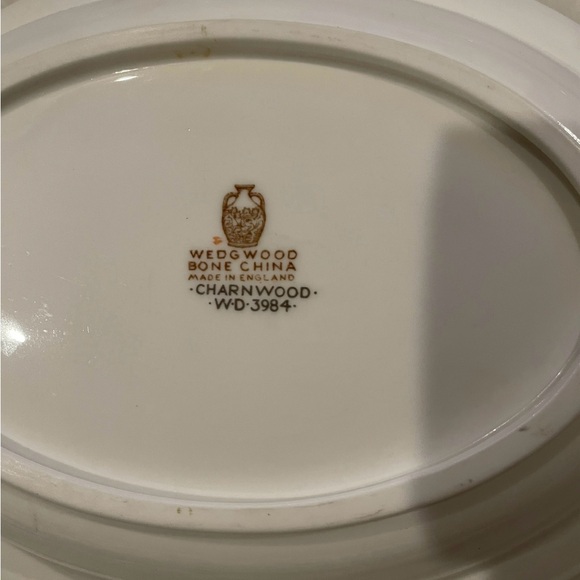 WEDGWOOD
BONE CHINA
MADE IN ENGLAND
·CHARNWOOD·
·W·D·3984·